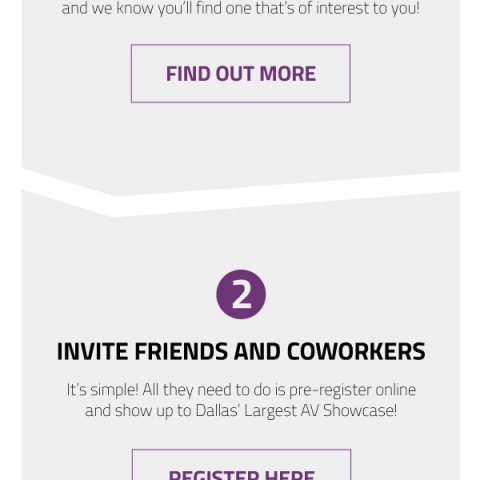 and we know you'll find one that's of interest to you!
FIND OUT MORE
2
INVITE FRIENDS AND COWORKERS
It's simple! All they need to do is pre-register online
and show up to Dallas' Largest AV Showcase!
REGISTER HERE